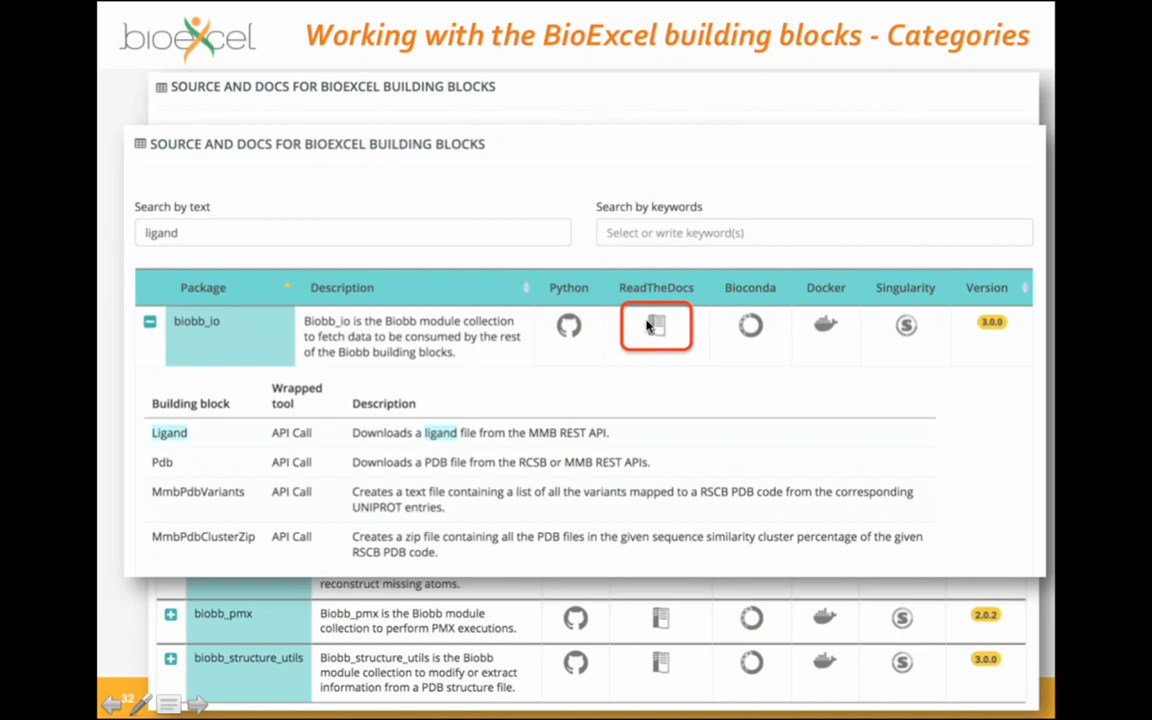 bioexcel
Working with the BioExcel building blocks - Categories
SOURCE AND DOCS FOR BIOEXCEL BUILDING BLOCKS
SOURCE AND DOCS FOR BIOEXCEL BUILDING BLOCKS
Search by text
Search by keywords
ligand
Select or write keyword(s)
Package Description Python ReadTheDocs Bioconda Docker Singularity Version
biobb_io
Biobb_io is the Biobb module collection
to fetch data to be consumed by the rest
of the Biobb building blocks.
3.0.0
Building block
Wrapped
tool
Description
Ligand API Call Downloads a ligand file from the MMB REST API.
Pdb API Call Downloads a PDB file from the RCSB or MMB REST APIs.
MmbPdbVariants API Call Creates a text file containing a list of all the variants mapped to a RSCB PDB code from the corresponding
UNIPROT entries.
MmbPdbClusterZip API Call Creates a zip file containing all the PDB files in the given sequence similarity cluster percentage of the given
RSCB PDB code.
reconstruct missing atoms.
biobb_pmx
Biobb_pmx is the Biobb module
collection to perform PMX executions.
2.0.2
biobb_structure_utils
Biobb_structure_utils is the Biobb
module collection to modify or extract
information from a PDB structure file.
3.0.0
32